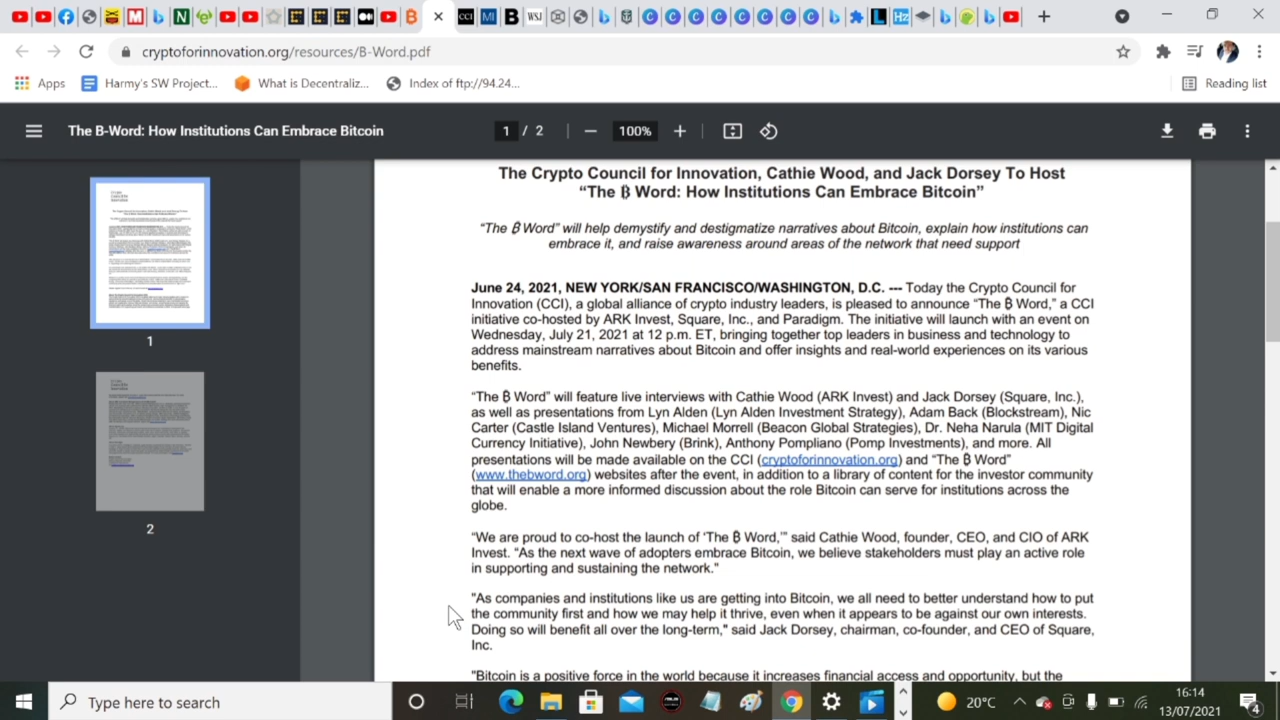 CCI
MI
B
WSJ
Hz
cryptoforinnovation.org/resources/B-Word.pdf
Apps
Harmy's SW Project...
What is Decentraliz...
Index of ftp://94.24...
Reading list
The B-Word: How Institutions Can Embrace Bitcoin
1 / 2
100%
The Crypto Council for Innovation, Cathie Wood, and Jack Dorsey To Host
“The ₿ Word: How Institutions Can Embrace Bitcoin”
“The ₿ Word” will help demystify and destigmatize narratives about Bitcoin, explain how institutions can
embrace it, and raise awareness around areas of the network that need support
June 24, 2021, NEW YORK/SAN FRANCISCO/WASHINGTON, D.C. --- Today the Crypto Council for
Innovation (CCI), a global alliance of crypto industry leaders, is pleased to announce “The ₿ Word,” a CCI
initiative co-hosted by ARK Invest, Square, Inc., and Paradigm. The initiative will launch with an event on
Wednesday, July 21, 2021 at 12 p.m. ET, bringing together top leaders in business and technology to
address mainstream narratives about Bitcoin and offer insights and real-world experiences on its various
benefits.
“The ₿ Word” will feature live interviews with Cathie Wood (ARK Invest) and Jack Dorsey (Square, Inc.),
as well as presentations from Lyn Alden (Lyn Alden Investment Strategy), Adam Back (Blockstream), Nic
Carter (Castle Island Ventures), Michael Morrell (Beacon Global Strategies), Dr. Neha Narula (MIT Digital
Currency Initiative), John Newbery (Brink), Anthony Pompliano (Pomp Investments), and more. All
presentations will be made available on the CCI (cryptoforinnovation.org) and “The ₿ Word”
(www.thebword.org) websites after the event, in addition to a library of content for the investor community
that will enable a more informed discussion about the role Bitcoin can serve for institutions across the
globe.
“We are proud to co-host the launch of ‘The ₿ Word,’” said Cathie Wood, founder, CEO, and CIO of ARK
Invest. “As the next wave of adopters embrace Bitcoin, we believe stakeholders must play an active role
in supporting and sustaining the network.”
"As companies and institutions like us are getting into Bitcoin, we all need to better understand how to put
the community first and how we may help it thrive, even when it appears to be against our own interests.
Doing so will benefit all over the long-term," said Jack Dorsey, chairman, co-founder, and CEO of Square,
Inc.
"Bitcoin is a positive force in the world because it increases financial access and opportunity, but the
1
2
Type here to search
20°C
16:14
13/07/2021
4